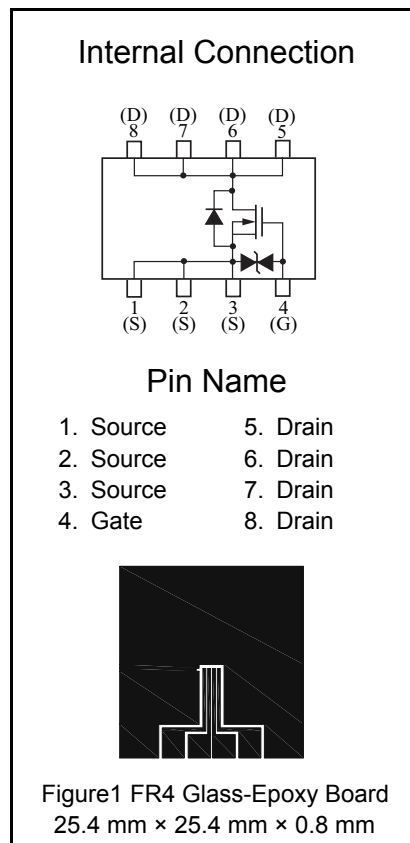 Internal Connection
(D) (D) (D) (D)
8 7 6 5
1 2 3 4
(S) (S) (S) (G)
Pin Name
1. Source 5. Drain
2. Source 6. Drain
3. Source 7. Drain
4. Gate 8. Drain
Figure1 FR4 Glass-Epoxy Board
25.4 mm × 25.4 mm × 0.8 mm